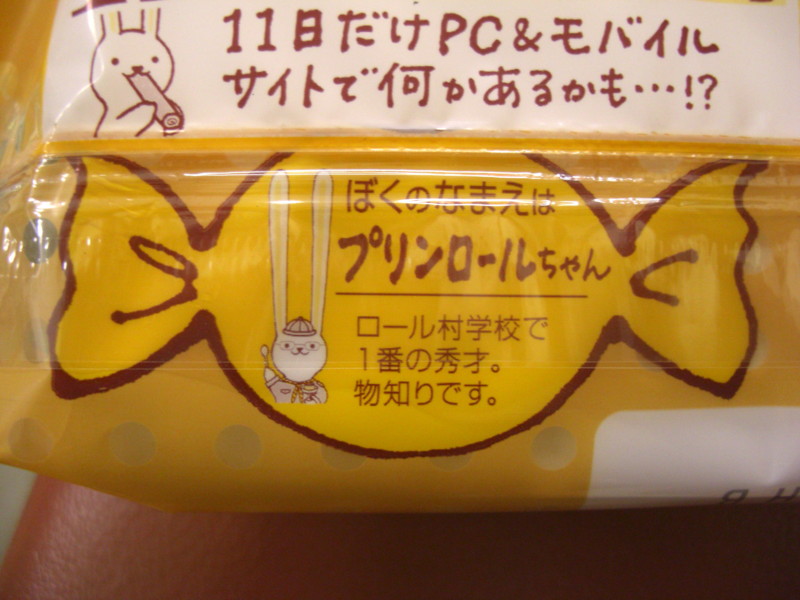 11日だけPC&モバイル
サイトで何かあるかも…!?
ぼくのなまえは
プリンロールちゃん
ロール村学校で
1番の秀才。
物知りです。